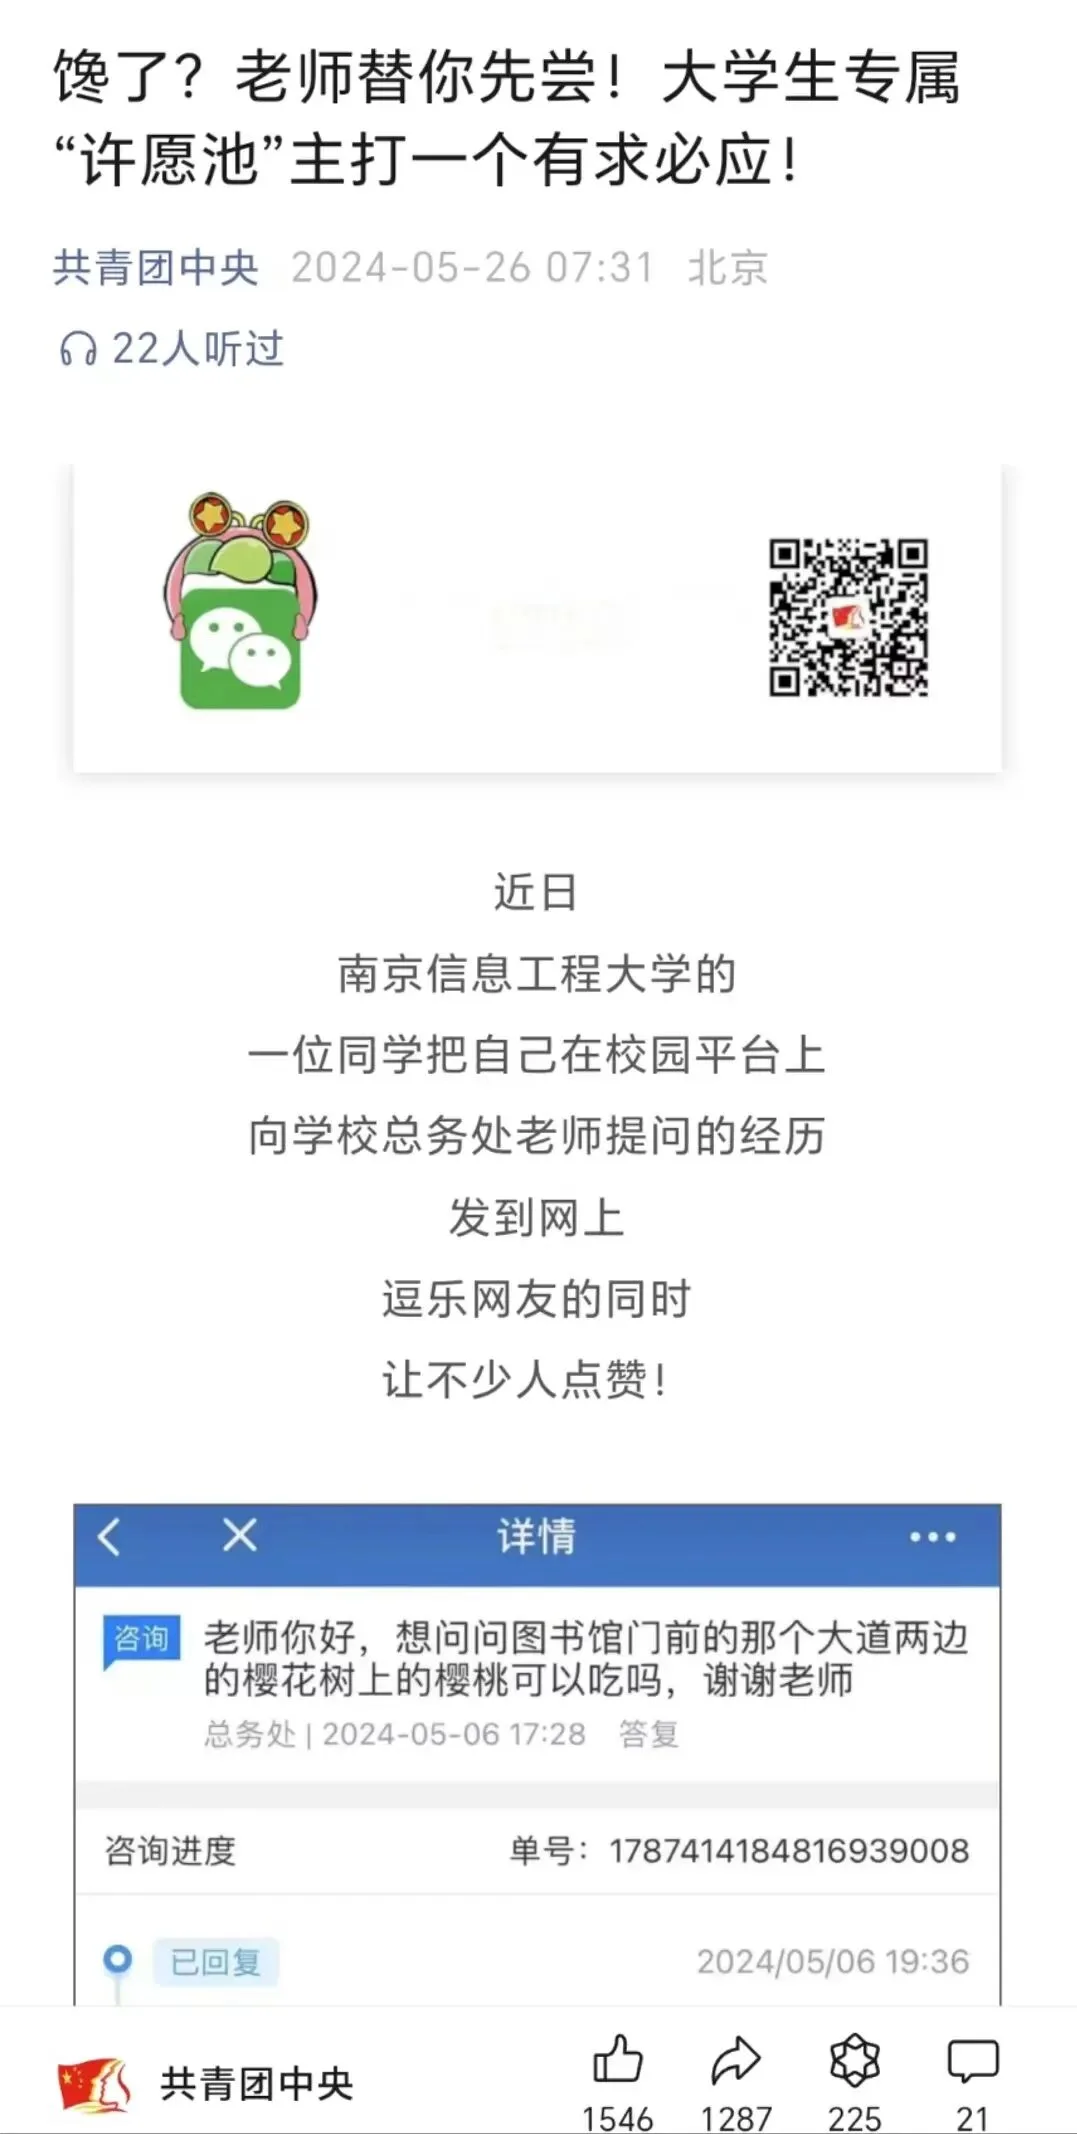 馋了？老师替你先尝！大学生专属
“许愿池”主打一个有求必应！
共青团中央 2024-05-26 07:31 北京
22人听过
近日
南京信息工程大学的
一位同学把自己在校园平台上
向学校总务处老师提问的经历
发到网上
逗乐网友的同时
让不少人点赞！
详情
咨询 老师你好，想问问图书馆门前的那个大道两边
的樱花树上的樱桃可以吃吗，谢谢老师
总务处 | 2024-05-06 17:28 答复
咨询进度 单号：1787414184816939008
已回复 2024/05/06 19:36
共青团中央
1546 1287 225 21